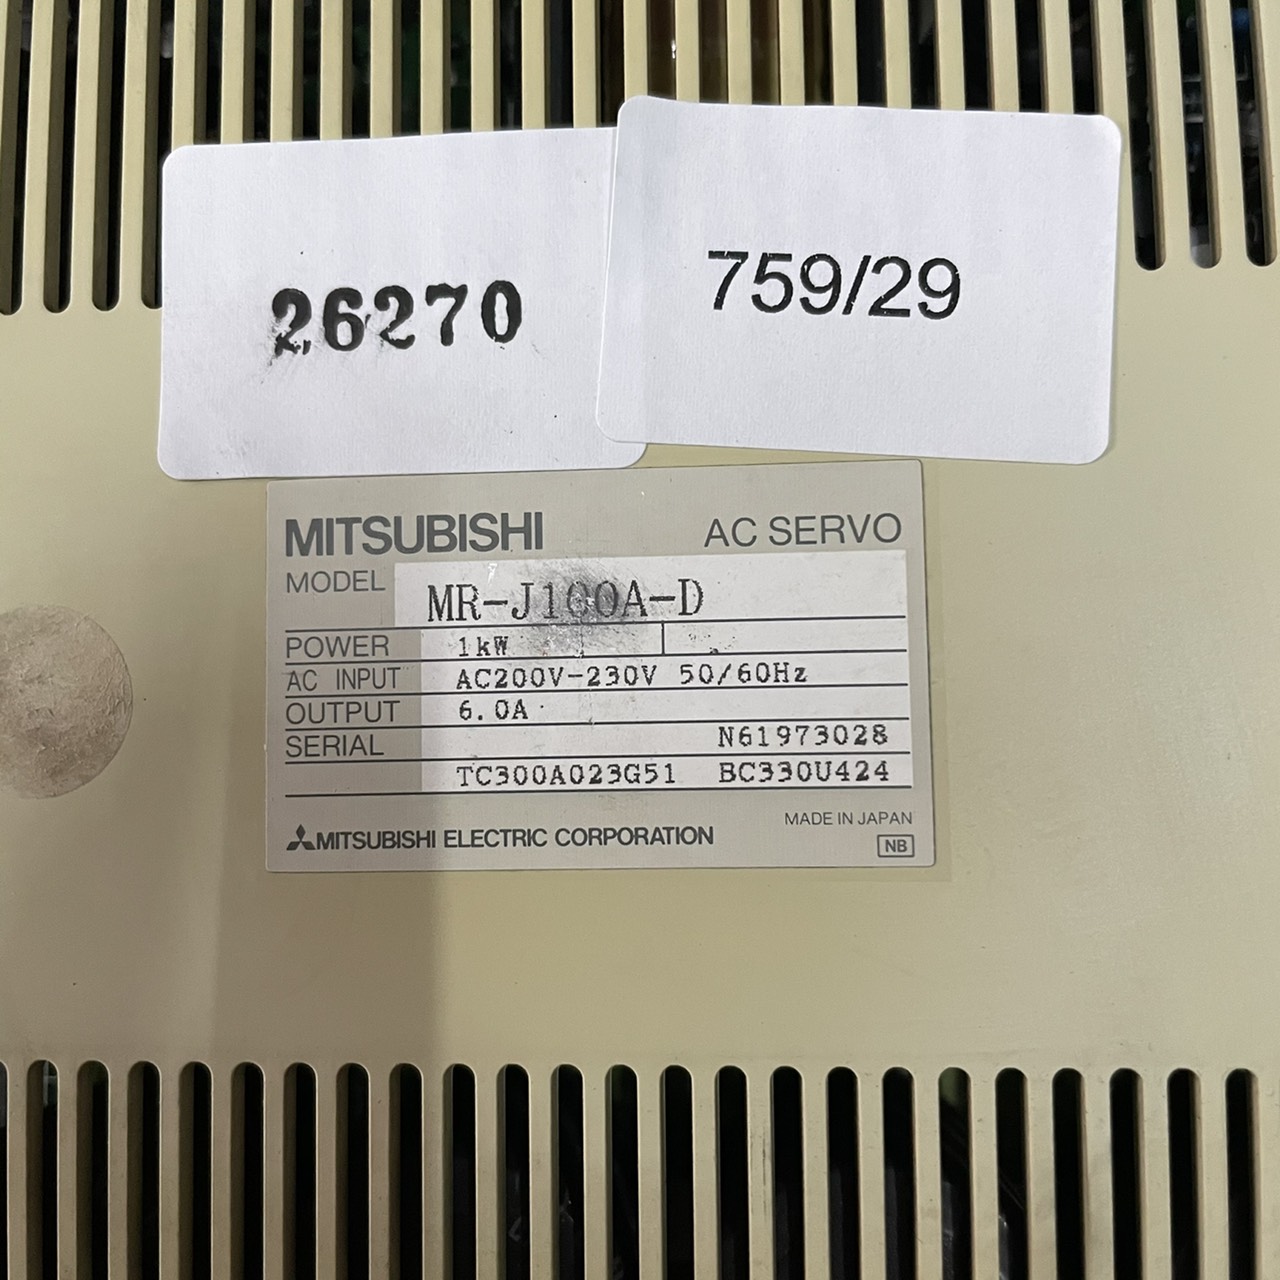 26270
759/29
MITSUBISHI AC SERVO
MODEL MR-J100A-D
POWER 1kW
AC INPUT AC200V-230V 50/60Hz
OUTPUT 6.0A
SERIAL N61973028
TC300A023G51 BC330U424
MITSUBISHI ELECTRIC CORPORATION
MADE IN JAPAN
NB